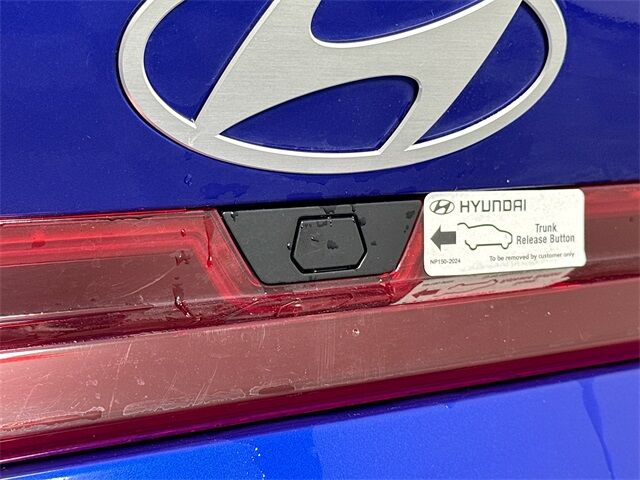 HYUNDAI
Trunk
Release Button
NP150-2024
To be removed by customer only